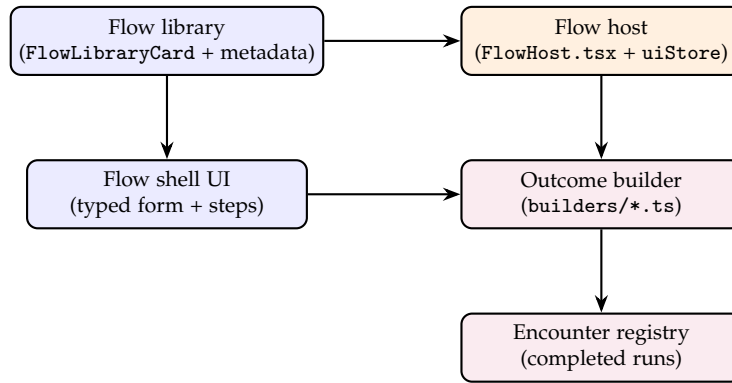 Flow library
(FlowLibraryCard + metadata)
Flow host
(FlowHost.tsx + uiStore)
Flow shell UI
(typed form + steps)
Outcome builder
(builders/*.ts)
Encounter registry
(completed runs)